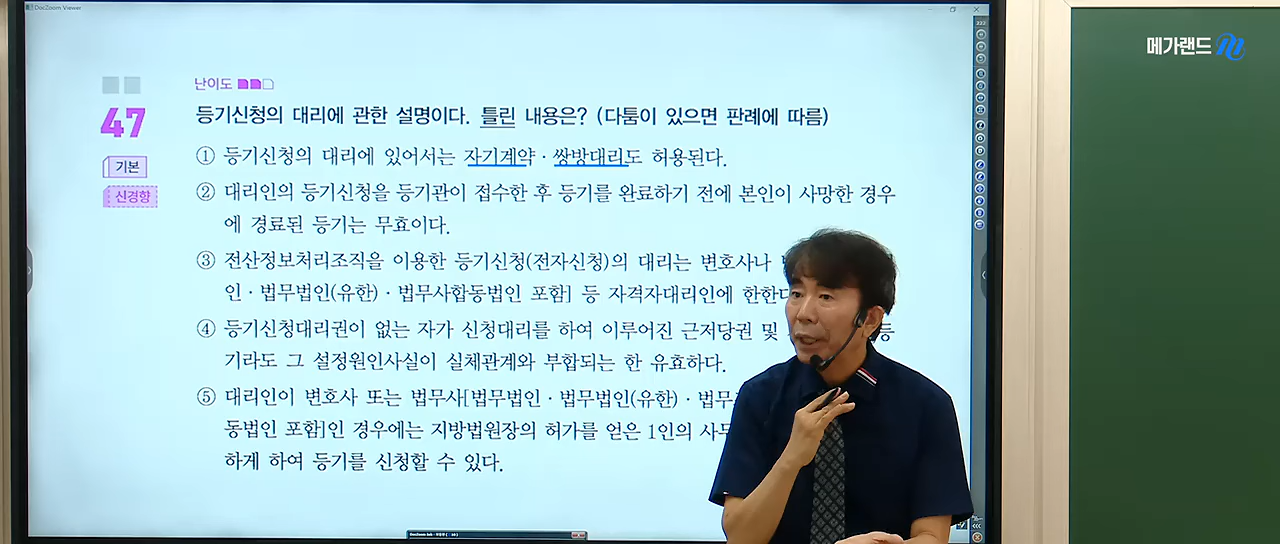 DocZoom Viewer
메가랜드
난이도
47
등기신청의 대리에 관한 설명이다. 틀린 내용은? (다툼이 있으면 판례에 따름)
기본
신경향
① 등기신청의 대리에 있어서는 자기계약·쌍방대리도 허용된다.
② 대리인의 등기신청을 등기관이 접수한 후 등기를 완료하기 전에 본인이 사망한 경우
에 경료된 등기는 무효이다.
③ 전산정보처리조직을 이용한 등기신청(전자신청)의 대리는 변호사나
인·법무법인(유한)·법무사합동법인 포함] 등 자격자대리인에 한한다
④ 등기신청대리권이 없는 자가 신청대리를 하여 이루어진 근저당권 및 등
기라도 그 설정원인사실이 실체관계와 부합되는 한 유효하다.
⑤ 대리인이 변호사 또는 법무사[법무법인·법무법인(유한)·법무
동법인 포함]인 경우에는 지방법원장의 허가를 얻은 1인의 사무
하게 하여 등기를 신청할 수 있다.